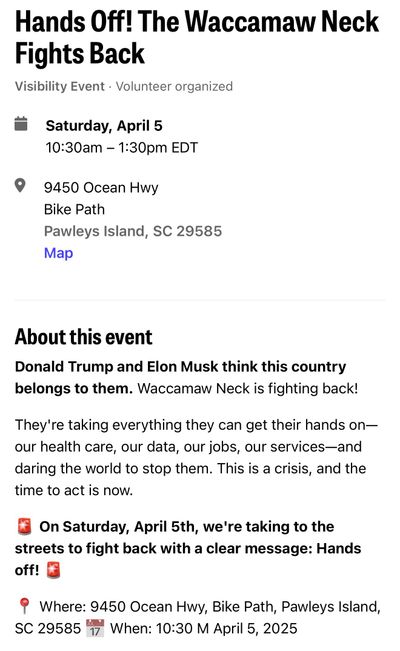 Hands Off! The Waccamaw Neck
Fights Back
Visibility Event · Volunteer organized
Saturday, April 5
10:30am – 1:30pm EDT
9450 Ocean Hwy
Bike Path
Pawleys Island, SC 29585
Map
About this event
Donald Trump and Elon Musk think this country
belongs to them. Waccamaw Neck is fighting back!
They're taking everything they can get their hands on—
our health care, our data, our jobs, our services—and
daring the world to stop them. This is a crisis, and the
time to act is now.
🚨 On Saturday, April 5th, we're taking to the
streets to fight back with a clear message: Hands
off! 🚨
📍 Where: 9450 Ocean Hwy, Bike Path, Pawleys Island,
SC 29585 📅 When: 10:30 M April 5, 2025